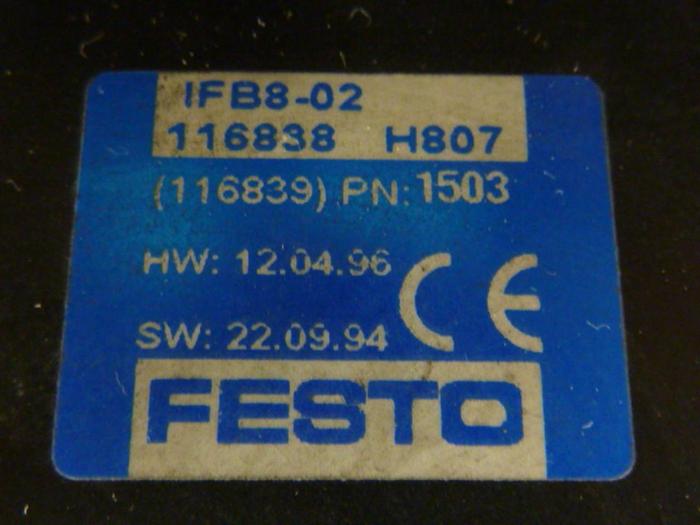 IFB8-02
116838 H807
(116839) PN: 1503
HW: 12.04.96
SW: 22.09.94
CE
FESTO